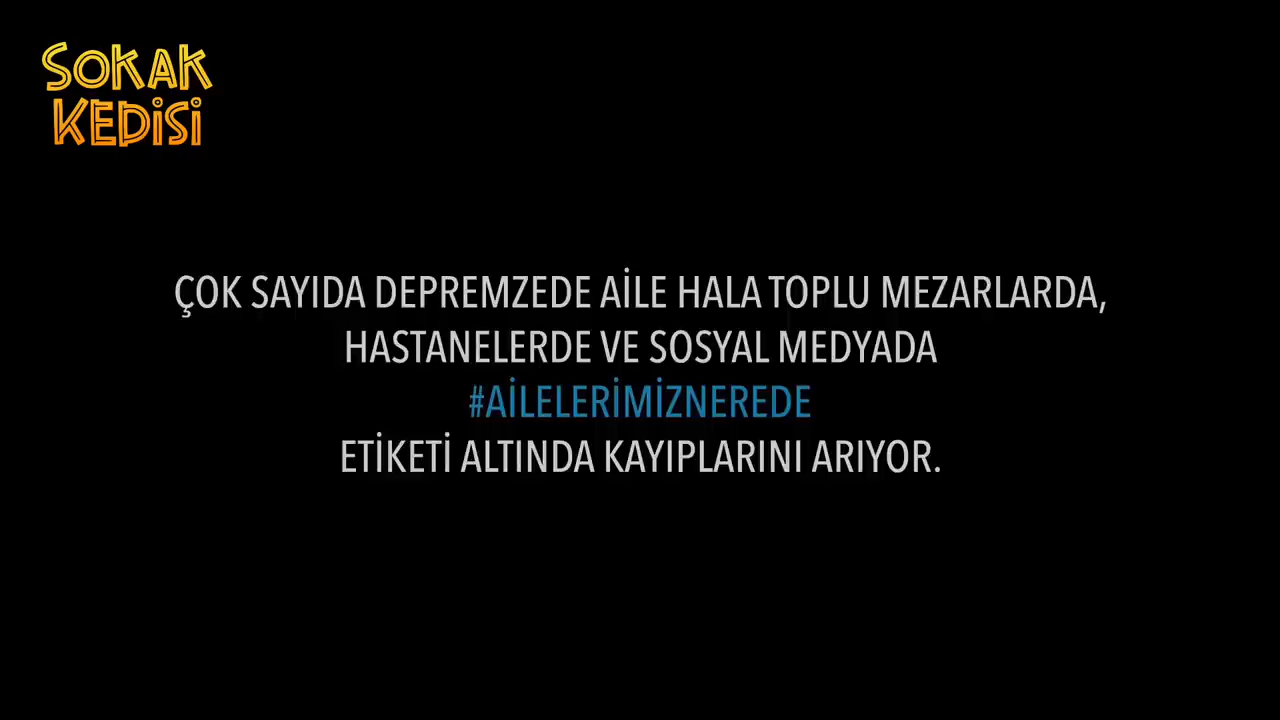 SOKAK
KEDİSİ
ÇOK SAYIDA DEPREMZEDE AİLE HALA TOPLU MEZARLARDA,
HASTANELERDE VE SOSYAL MEDYADA
#AİLELERİMİZNEREDE
ETİKETİ ALTINDA KAYIPLARINI ARIYOR.